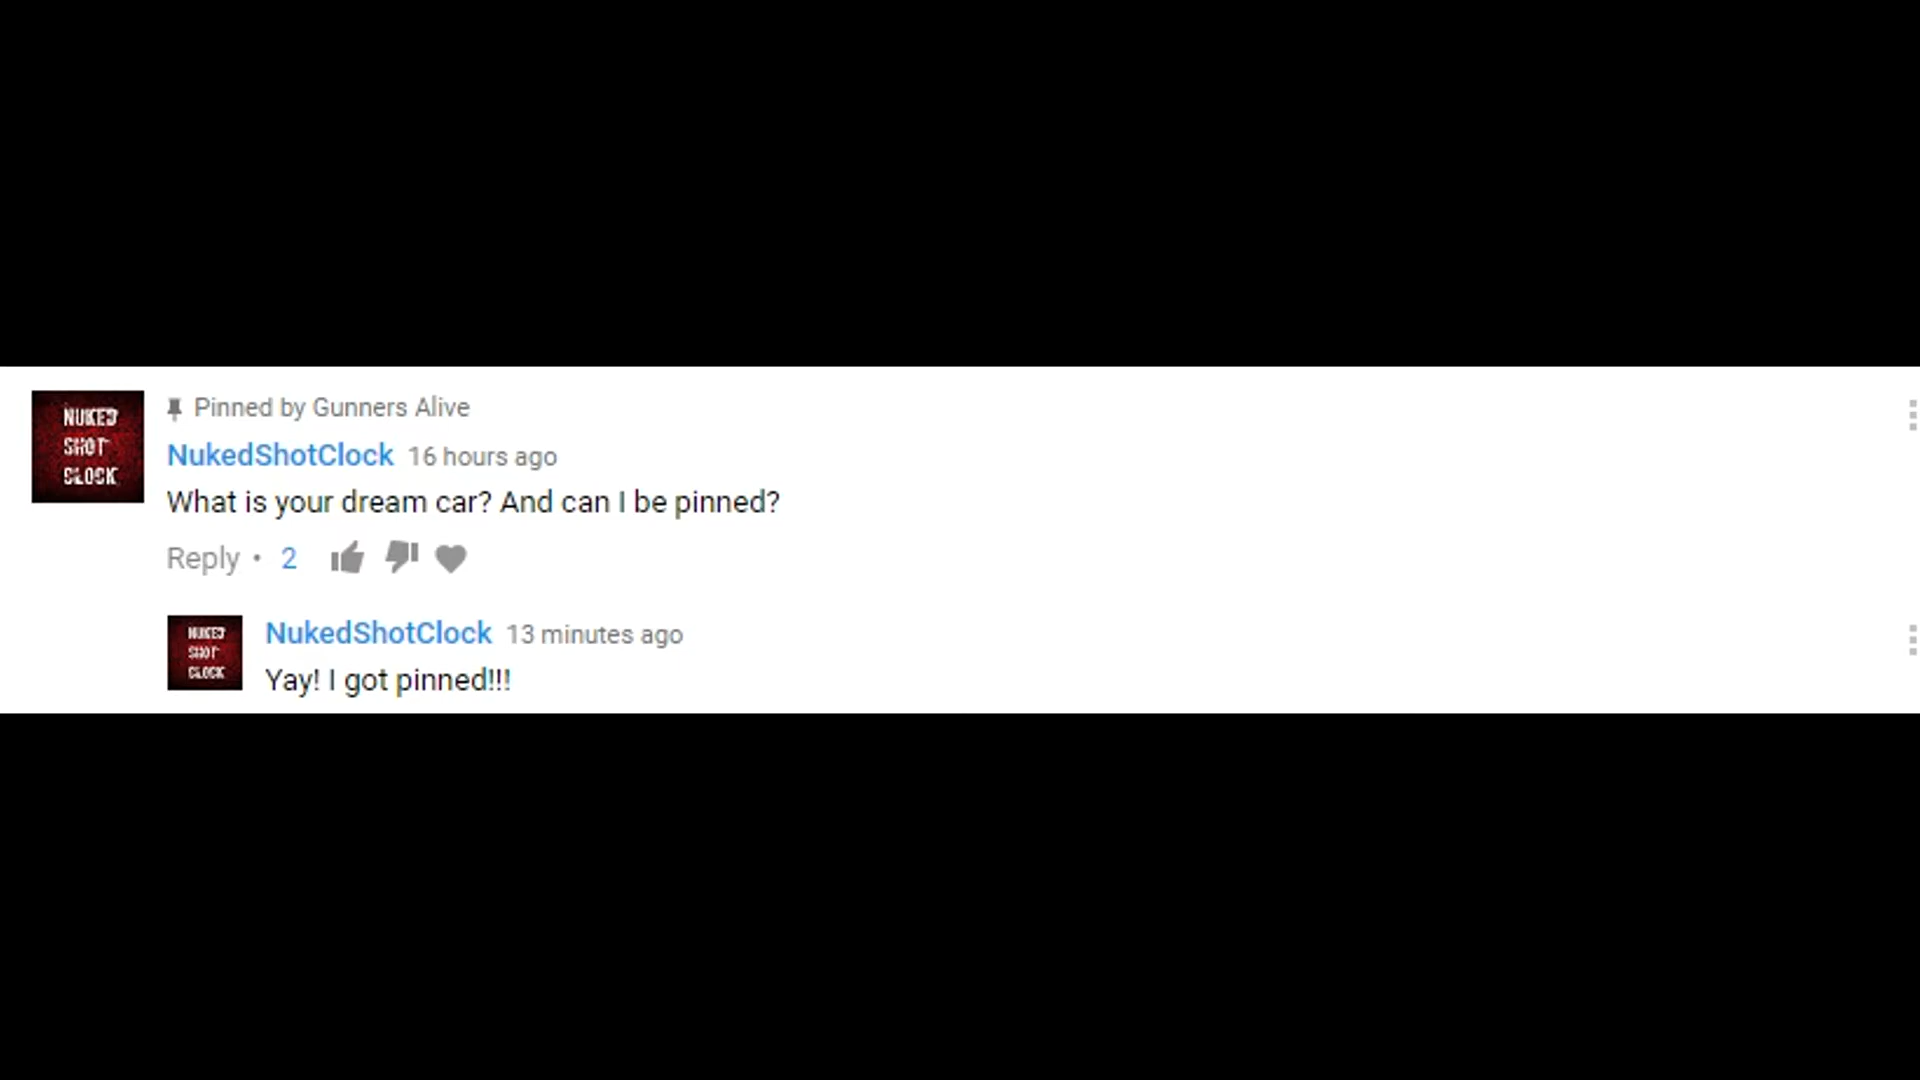 NUKED
SHOT
CLOCK
Pinned by Gunners Alive
NukedShotClock 16 hours ago
What is your dream car? And can I be pinned?
Reply • 2
NUKED
SHOT
CLOCK
NukedShotClock 13 minutes ago
Yay! I got pinned!!!